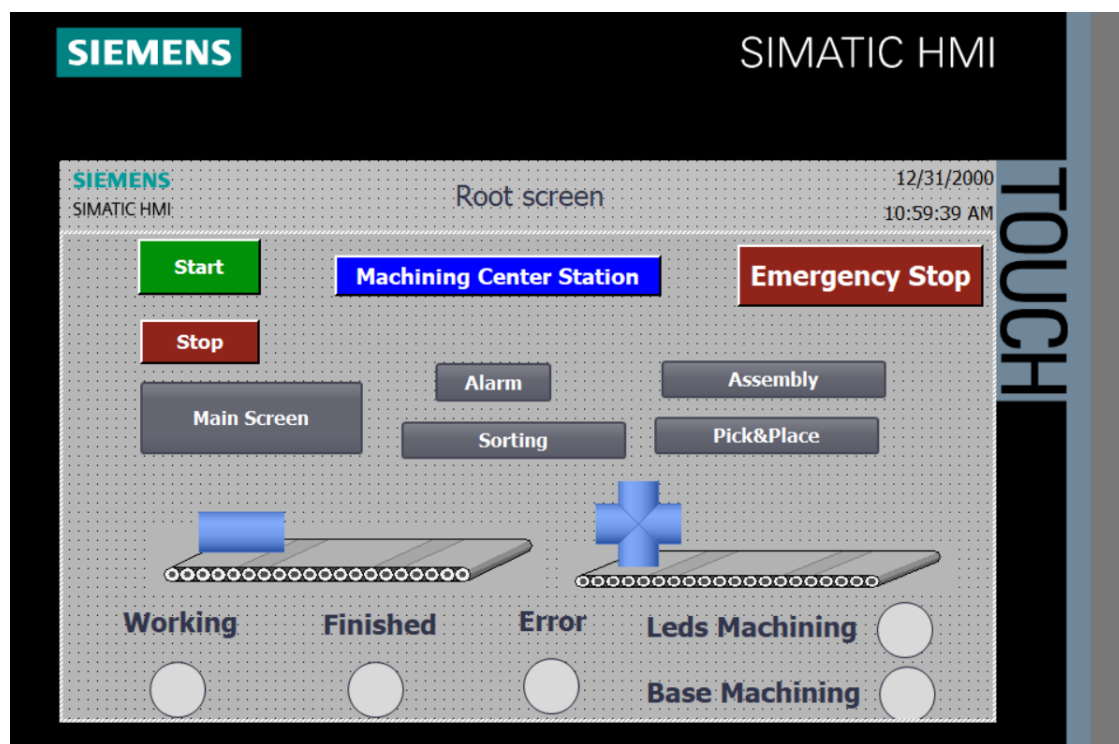 SIEMENS
SIMATIC HMI
TOUCH
SIEMENS
SIMATIC HMI
Root screen
12/31/2000
10:59:39 AM
Start
Machining Center Station
Emergency Stop
Stop
Main Screen
Alarm
Assembly
Sorting
Pick&Place
Working
Finished
Error
Leds Machining
Base Machining